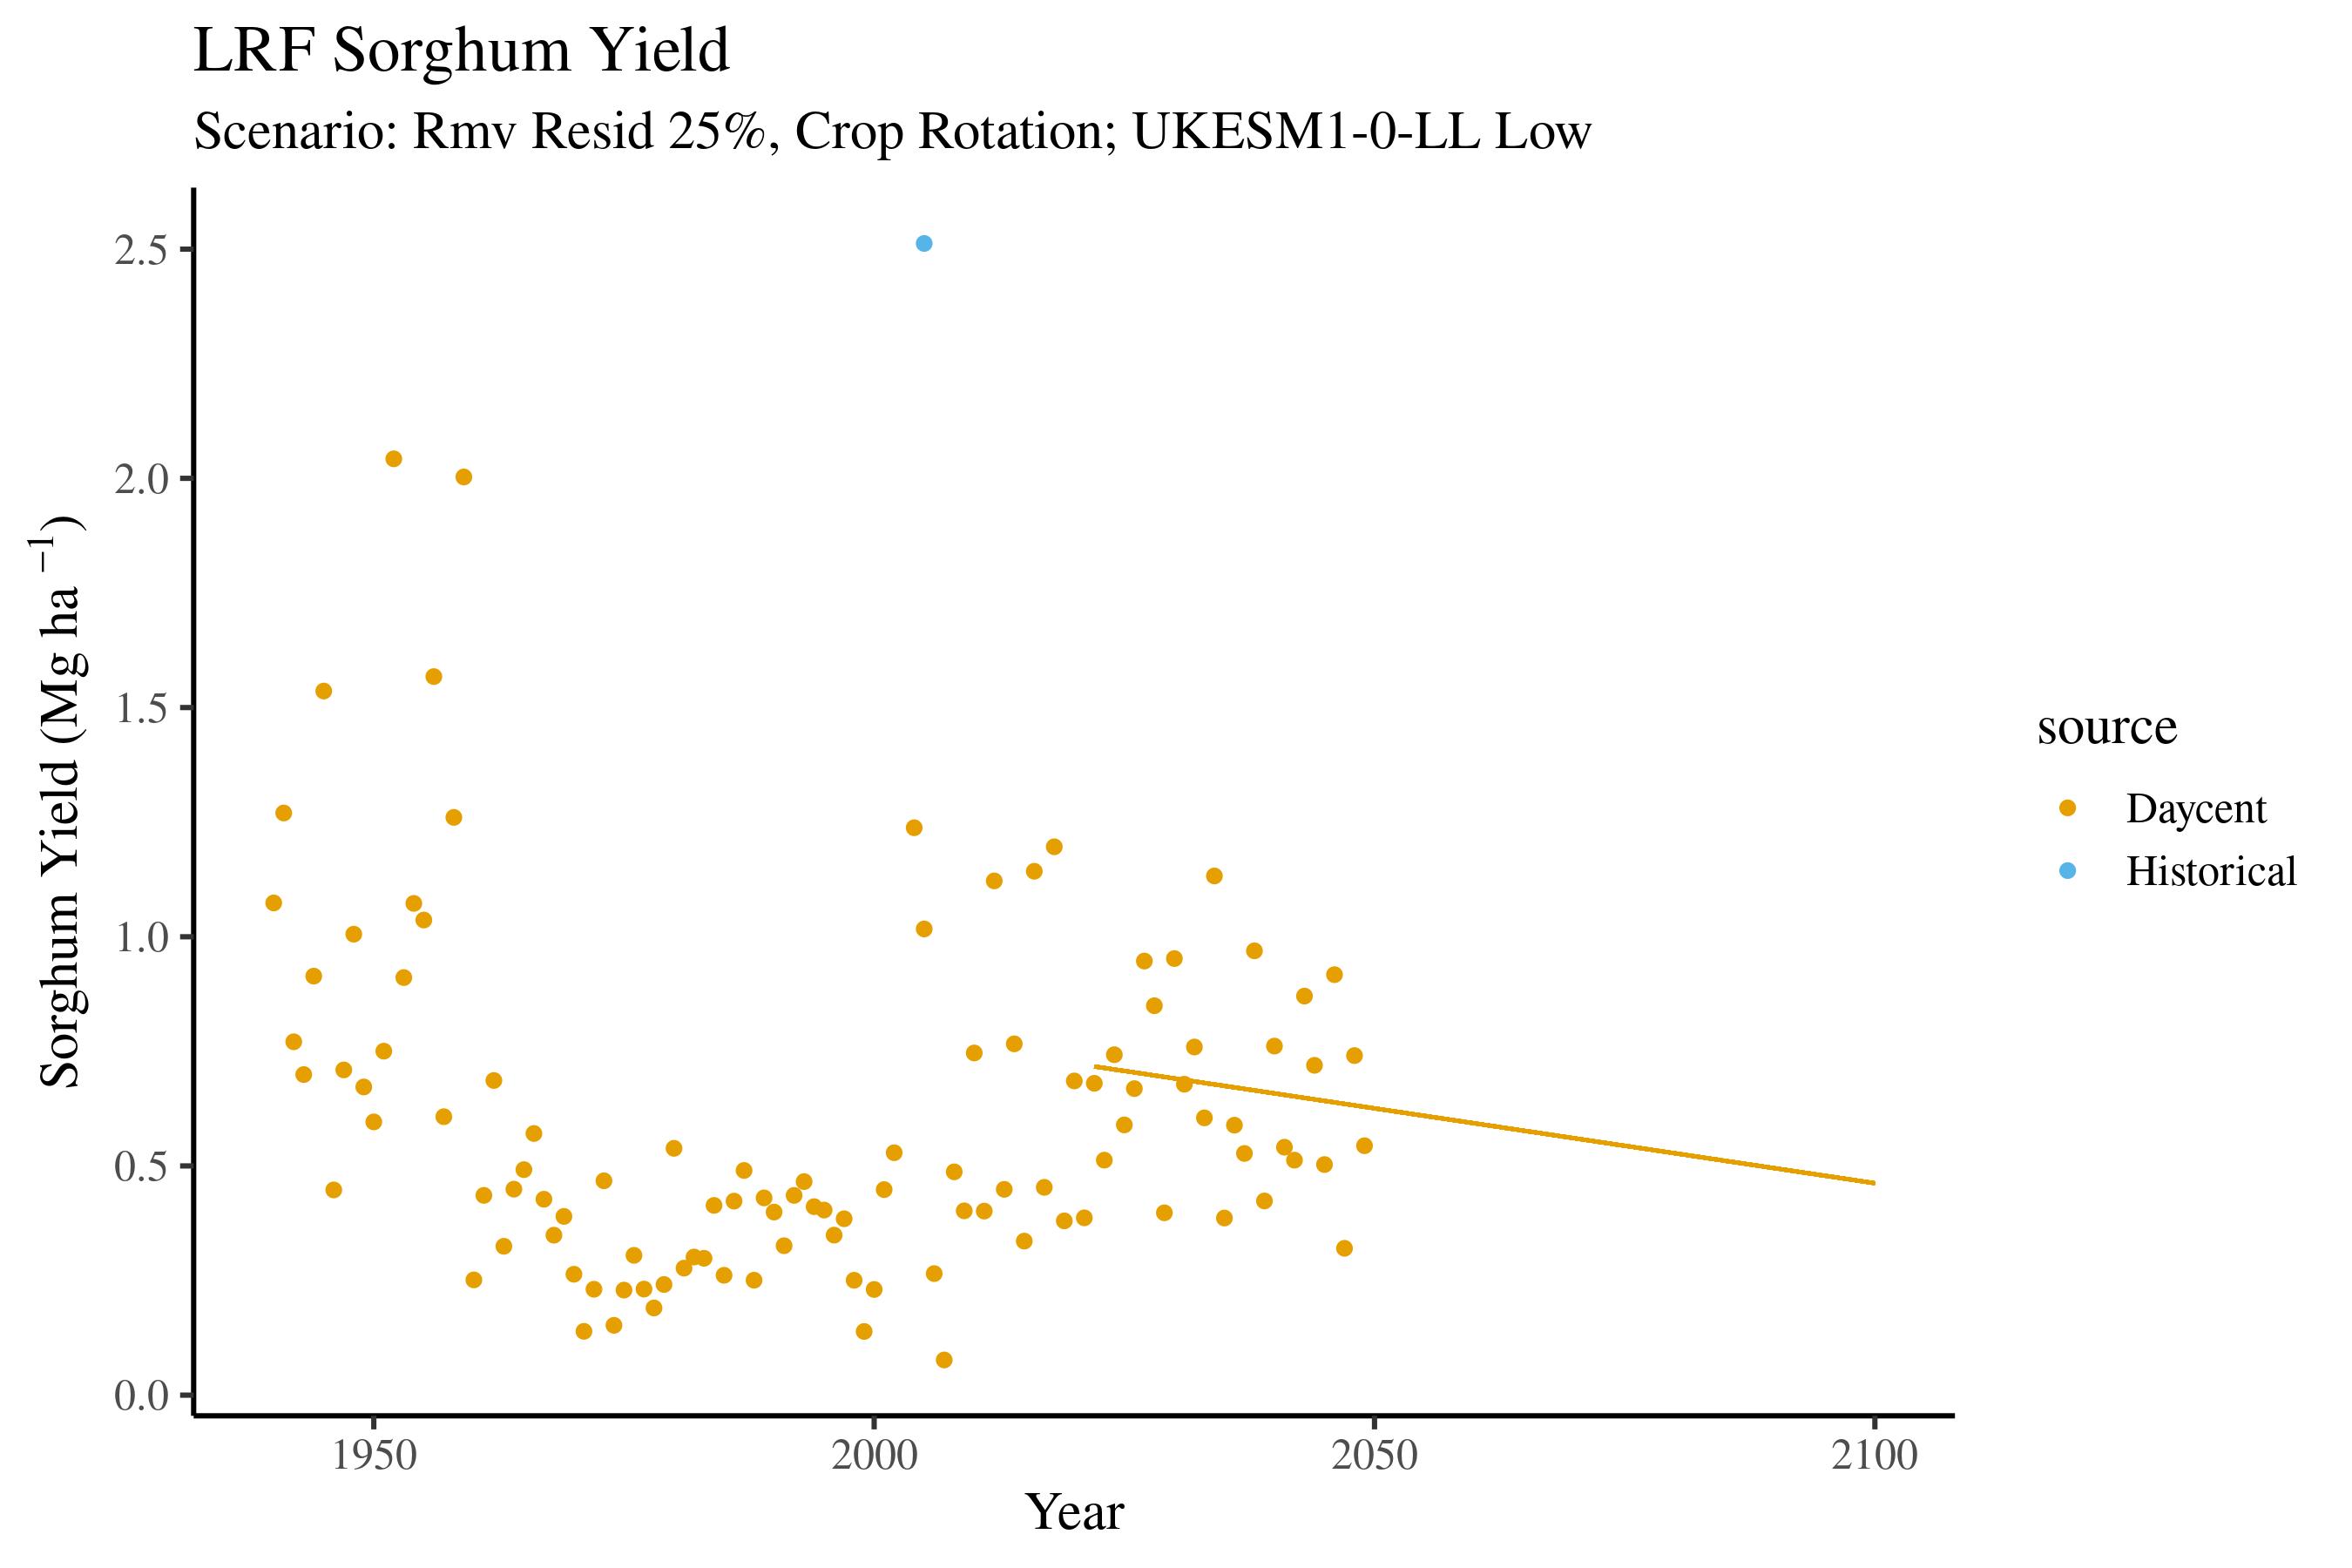 LRF Sorghum Yield
Scenario: Rmv Resid 25%, Crop Rotation; UKESM1-0-LL Low
Sorghum Yield (Mg ha −1)
2.5
2.0
1.5
1.0
0.5
0.0
1950 2000 2050 2100
Year
source
Daycent
Historical